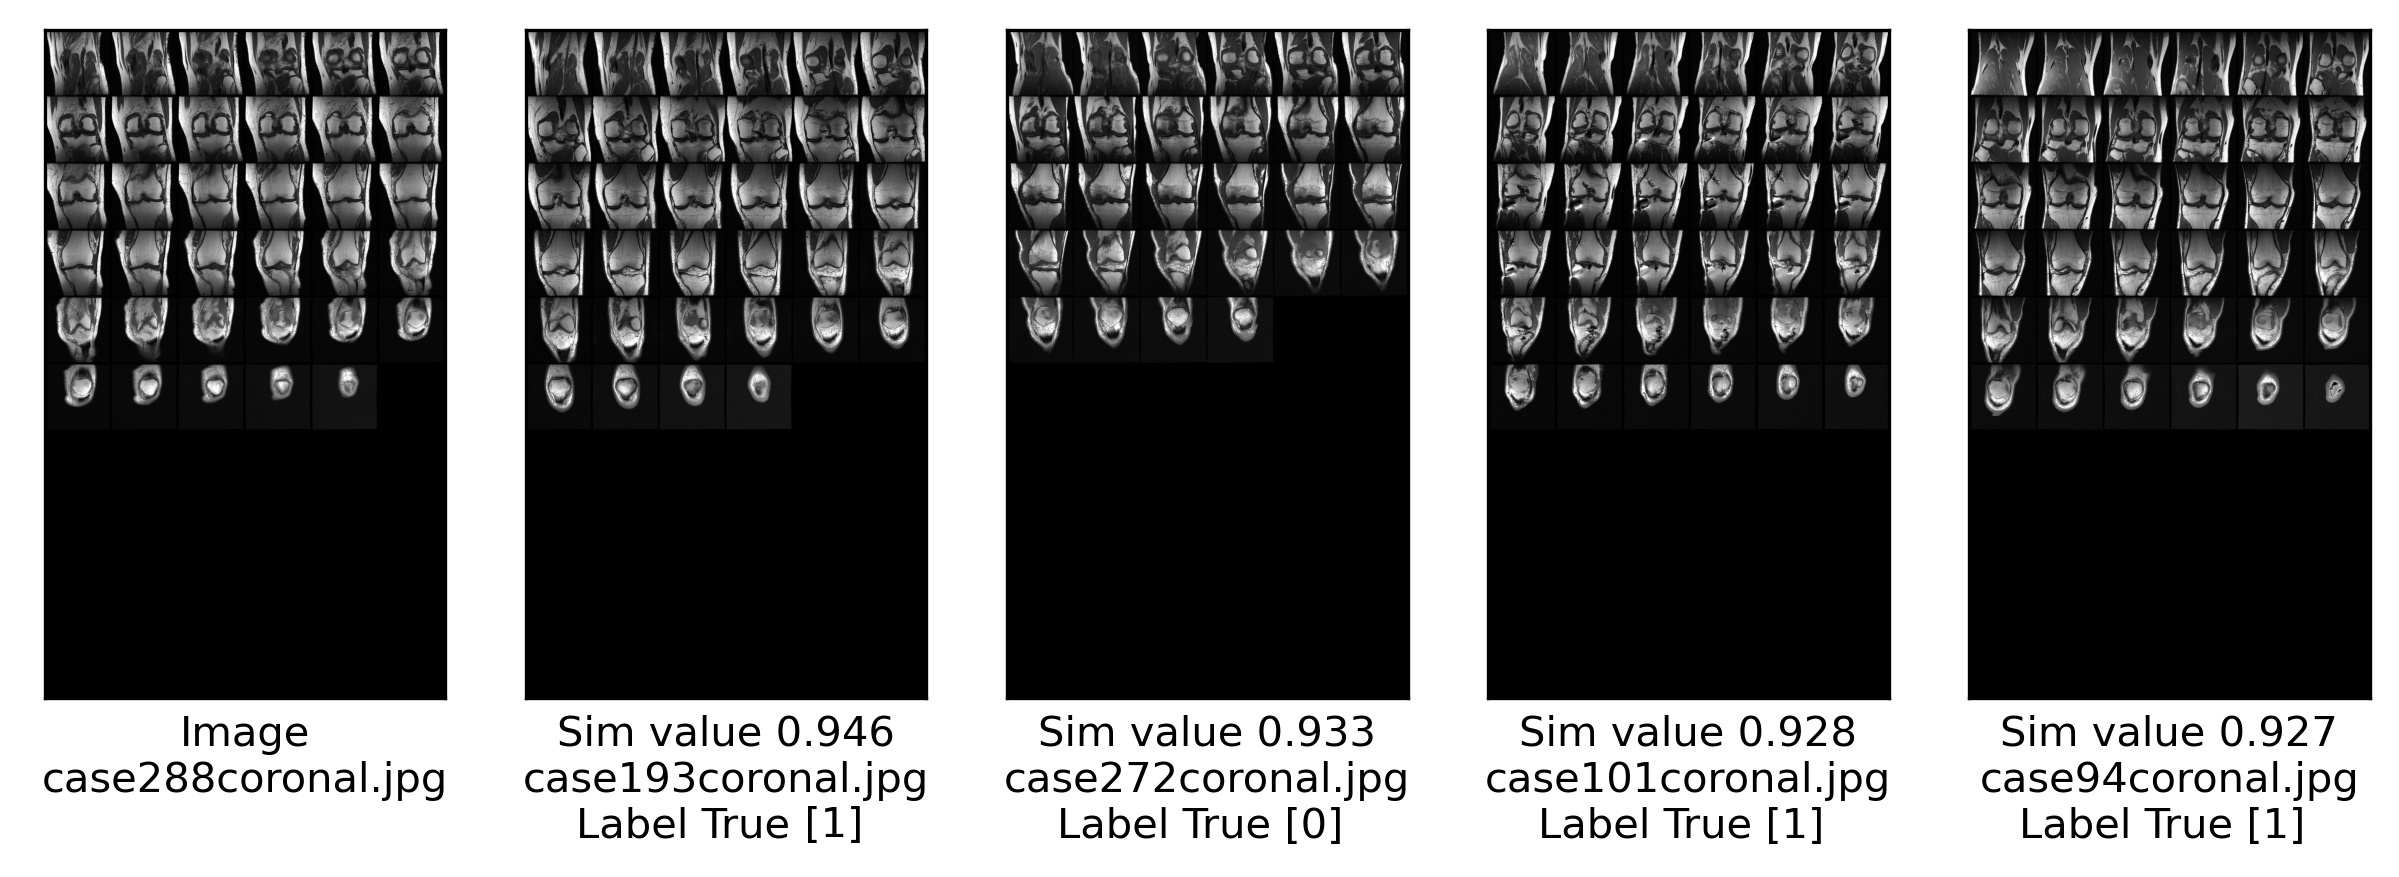 Image
case288coronal.jpg
Sim value 0.946
case193coronal.jpg
Label True [1]
Sim value 0.933
case272coronal.jpg
Label True [0]
Sim value 0.928
case101coronal.jpg
Label True [1]
Sim value 0.927
case94coronal.jpg
Label True [1]